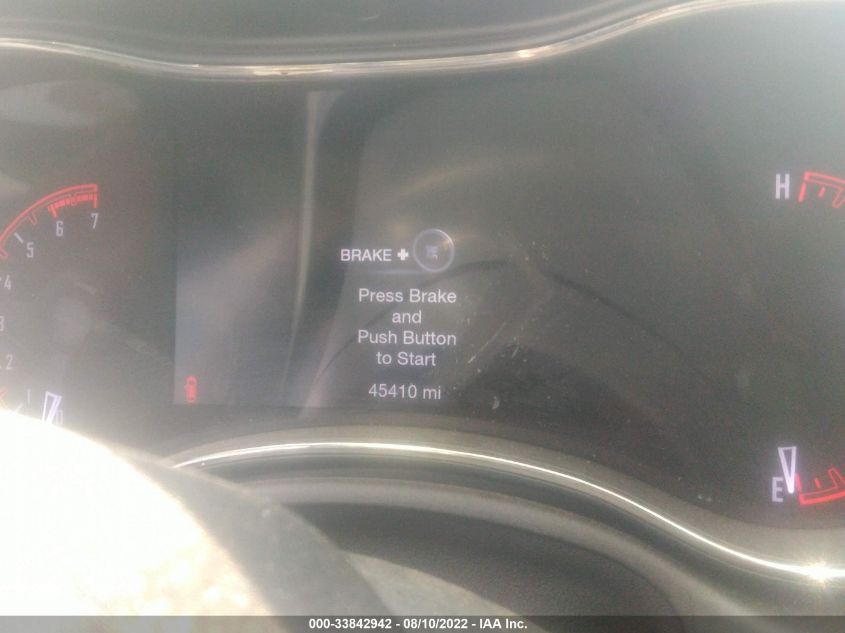 BRAKE +
Press Brake
and
Push Button
to Start
45410 mi
7
6
5
4
3
2
1
0
H
E
000-33842942 - 08/10/2022 - IAA Inc.